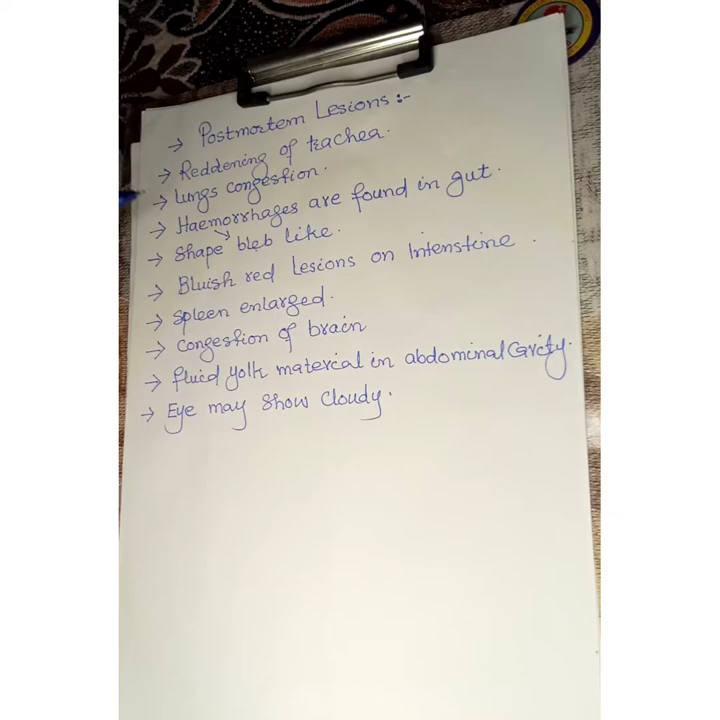 → Postmortem Lesions :-
→ Reddening of trachea.
→ Lungs congestion.
→ Haemorrhages are found in gut.
→ Shape → bleb like.
→ Bluish red Lesions on Intenstine.
→ Spleen enlarged.
→ Congestion of brain
→ fluid yolk material in abdominal Cavity.
→ Eye may show Cloudy.